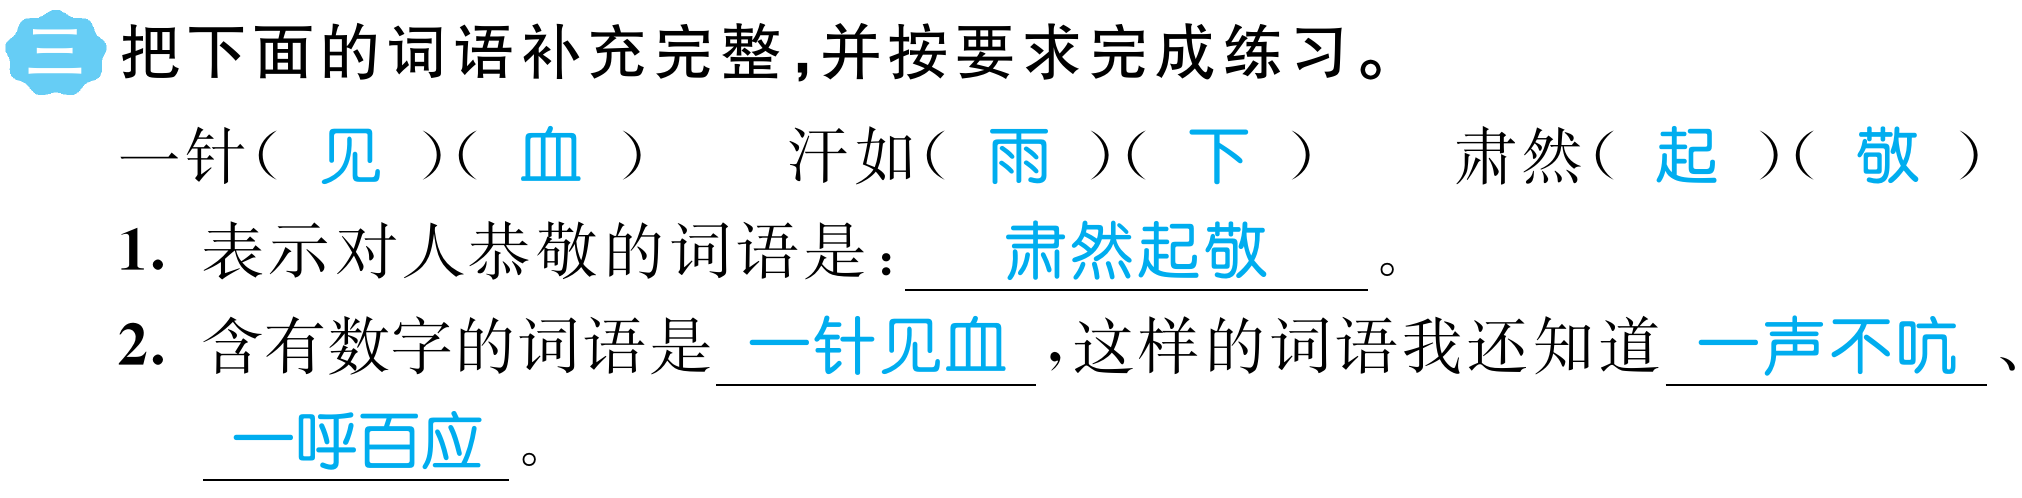 三 把下面的词语补充完整,并按要求完成练习。
一针( 见 )( 血 ) 汗如( 雨 )( 下 ) 肃然( 起 )( 敬 )
1. 表示对人恭敬的词语是: 肃然起敬 。
2. 含有数字的词语是 一针见血 ,这样的词语我还知道 一声不吭 、
一呼百应 。